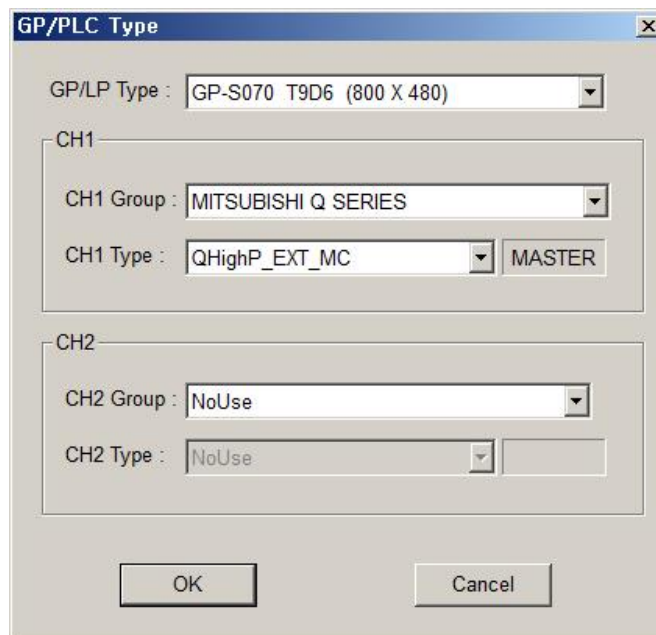 GP/PLC Type
GP/LP Type : GP-S070 T9D6 (800 X 480)
CH1
CH1 Group : MITSUBISHI Q SERIES
CH1 Type : QHighP_EXT_MC MASTER
CH2
CH2 Group : NoUse
CH2 Type : NoUse
OK Cancel